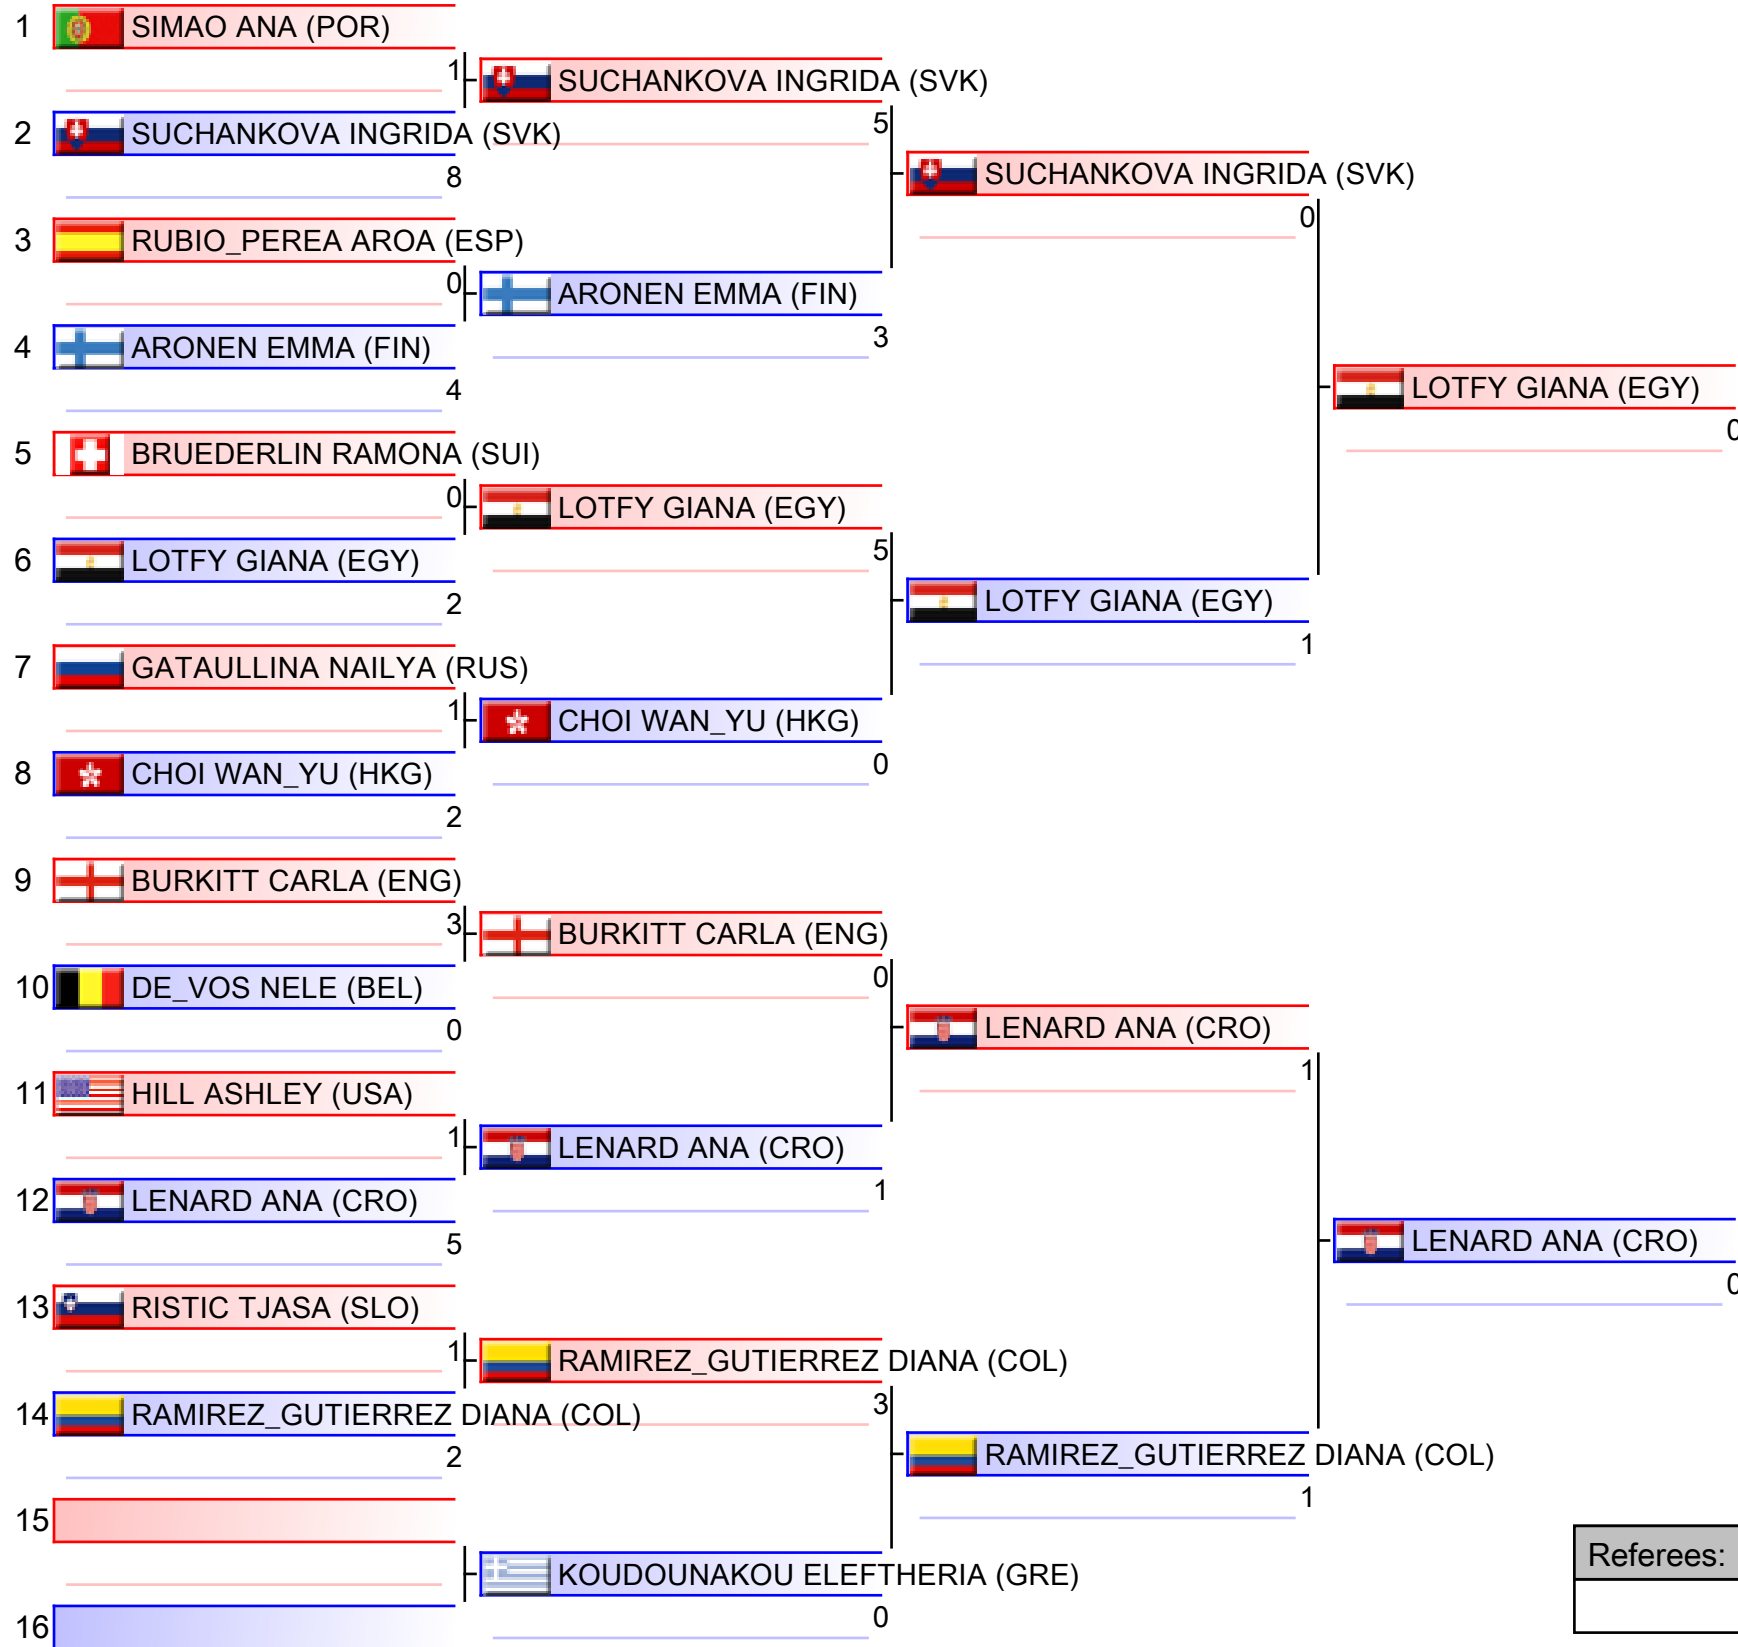 1 SIMAO ANA (POR)
1
SUCHANKOVA INGRIDA (SVK)
2 SUCHANKOVA INGRIDA (SVK)
5
8
SUCHANKOVA INGRIDA (SVK)
0
3 RUBIO_PEREA AROA (ESP)
0
ARONEN EMMA (FIN)
4 ARONEN EMMA (FIN)
3
4
LOTFY GIANA (EGY)
0
5 BRUEDERLIN RAMONA (SUI)
0
LOTFY GIANA (EGY)
6 LOTFY GIANA (EGY)
5
2
LOTFY GIANA (EGY)
1
7 GATAULLINA NAILYA (RUS)
1
CHOI WAN_YU (HKG)
8 CHOI WAN_YU (HKG)
0
2
9 BURKITT CARLA (ENG)
3
BURKITT CARLA (ENG)
10 DE_VOS NELE (BEL)
0
0
LENARD ANA (CRO)
1
11 HILL ASHLEY (USA)
1
LENARD ANA (CRO)
12 LENARD ANA (CRO)
1
5
LENARD ANA (CRO)
0
13 RISTIC TJASA (SLO)
1
RAMIREZ_GUTIERREZ DIANA (COL)
14 RAMIREZ_GUTIERREZ DIANA (COL)
3
2
RAMIREZ_GUTIERREZ DIANA (COL)
1
15
KOUDOUNAKOU ELEFTHERIA (GRE)
16
0
Referees: